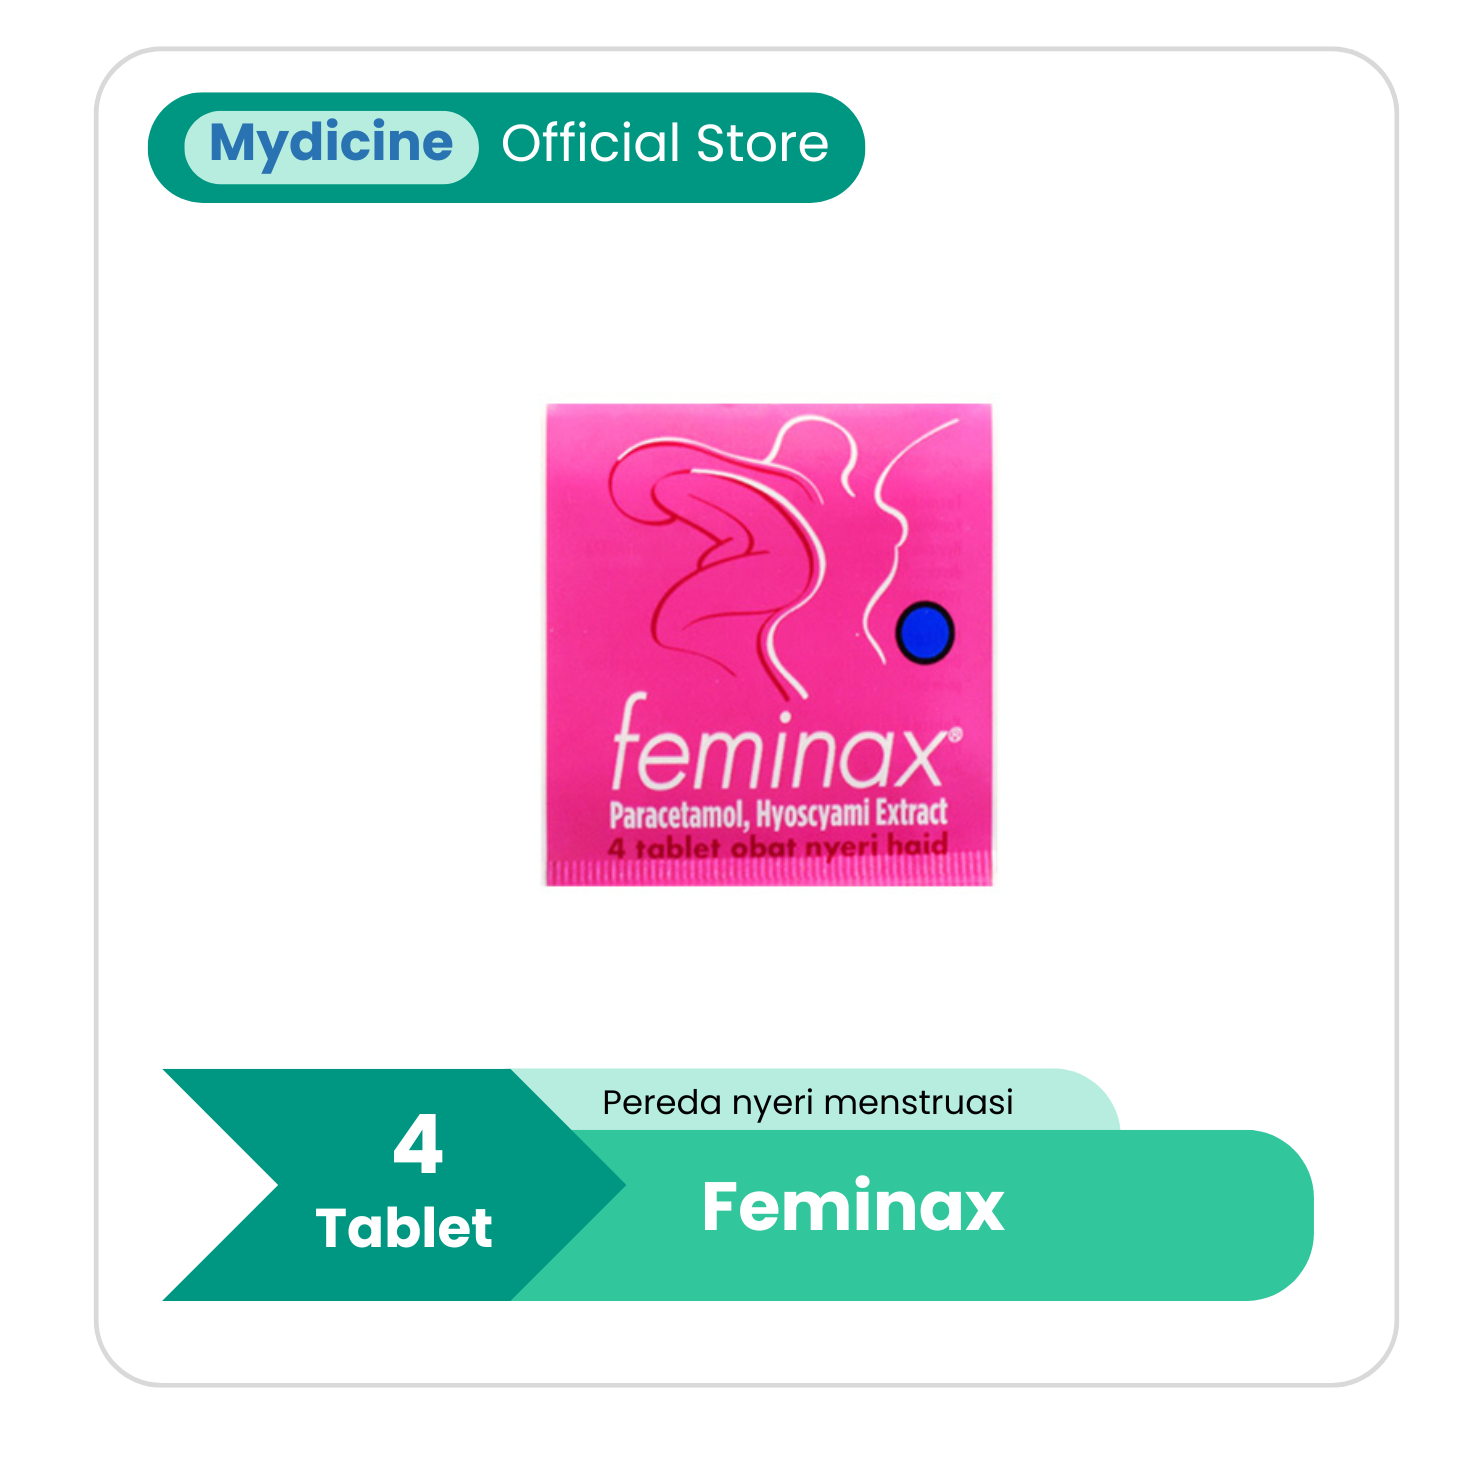 Mydicine Official Store
feminax®
Paracetamol, Hyoscyami Extract
4 tablet obat nyeri haid
4
Tablet
Pereda nyeri menstruasi
Feminax